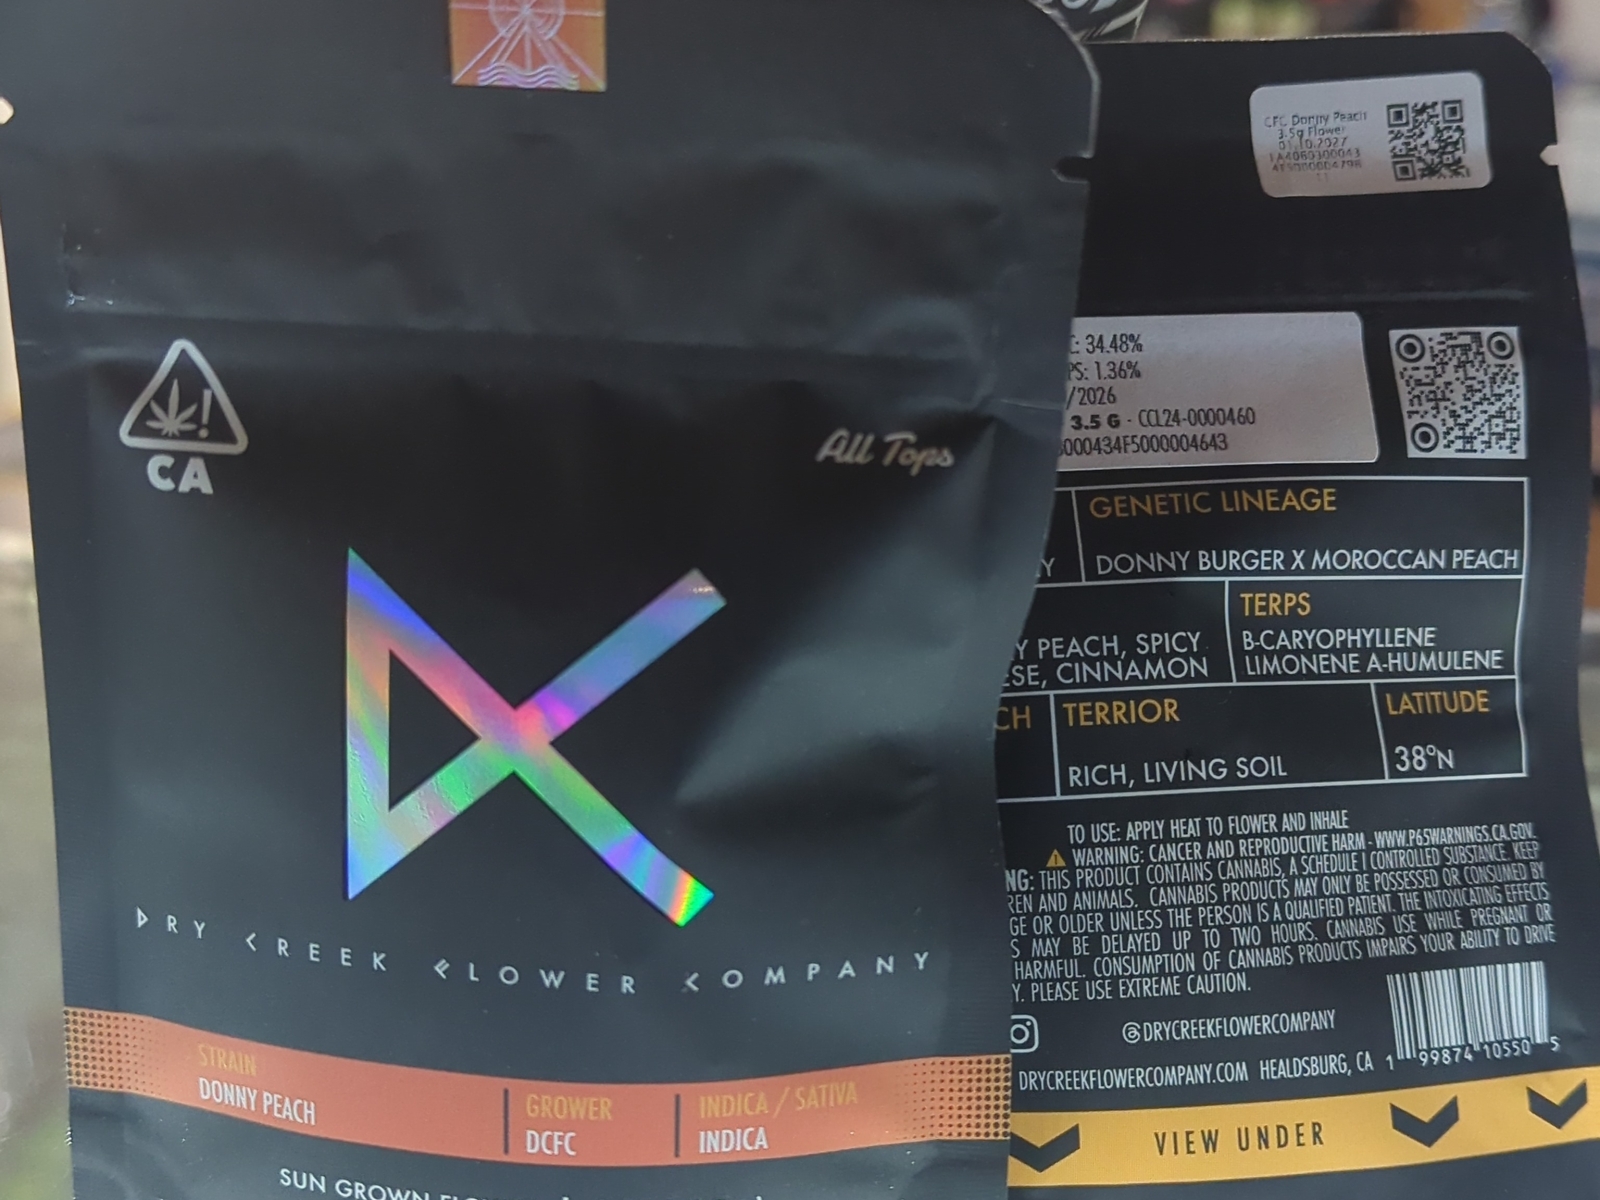 CA
All Tops
DRY CREEK FLOWER COMPANY
STRAIN
DONNY PEACH
GROWER
DCFC
INDICA / SATIVA
INDICA
SUN GROWN
CFC Donny Peach
3.5g Flower
01.10.2027
C: 34.48%
PS: 1.36%
/2026
3.5 G - CCL24-0000460
000434F5000004643
GENETIC LINEAGE
Y
DONNY BURGER X MOROCCAN PEACH
Y PEACH, SPICY
ESE, CINNAMON
TERPS
B-CARYOPHYLLENE
LIMONENE A-HUMULENE
CH
TERRIOR
RICH, LIVING SOIL
LATITUDE
38°N
TO USE: APPLY HEAT TO FLOWER AND INHALE
WARNING: CANCER AND REPRODUCTIVE HARM - WWW.P65WARNINGS.CA.GOV.
NG: THIS PRODUCT CONTAINS CANNABIS, A SCHEDULE I CONTROLLED SUBSTANCE. KEEP
REN AND ANIMALS. CANNABIS PRODUCTS MAY ONLY BE POSSESSED OR CONSUMED BY
GE OR OLDER UNLESS THE PERSON IS A QUALIFIED PATIENT. THE INTOXICATING EFFECTS
S MAY BE DELAYED UP TO TWO HOURS. CANNABIS USE WHILE PREGNANT OR
HARMFUL. CONSUMPTION OF CANNABIS PRODUCTS IMPAIRS YOUR ABILITY TO DRIVE
Y. PLEASE USE EXTREME CAUTION.
@DRYCREEKFLOWERCOMPANY
DRYCREEKFLOWERCOMPANY.COM HEALDSBURG, CA
1 99874 10550 5
VIEW UNDER